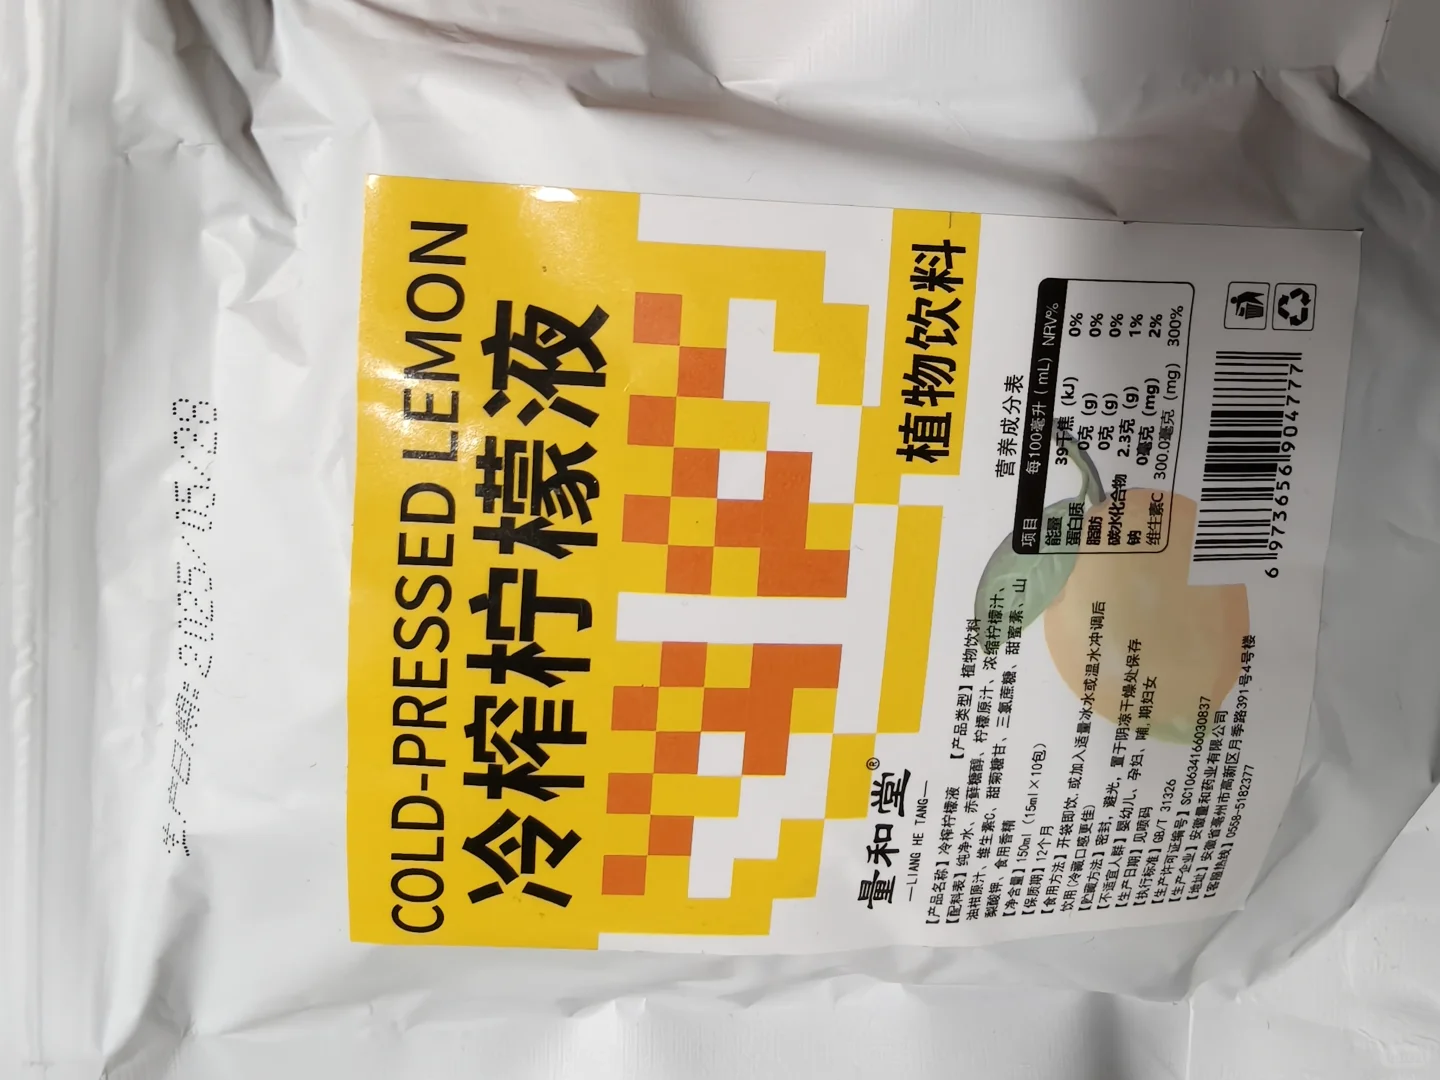 生产日期:2025/05/28
COLD-PRESSED LEMON
冷榨柠檬液
植物饮料
量和堂®
—LIANG HE TANG—
【产品名称】冷榨柠檬液 【产品类型】植物饮料
【配料表】纯净水、赤藓糖醇、柠檬原汁、浓缩柠檬汁、
油柑原汁、维生素C、甜菊糖甘、三氯蔗糖、甜蜜素、山
梨酸钾、食用香精
【净含量】150ml（15ml×10包）
【保质期】12个月
【食用方法】开袋即饮.或加入适量冰水或温水冲调后
饮用(冷藏口感更佳)
【贮藏方法】密封，避光，置于阴凉干燥处保存
【不适宜人群】婴幼儿、孕妇、哺.期妇女
【生产日期】见喷码
【执行标准】GB/T 31326
【生产许可证编号】SC10634166030837
【生产企业】安徽量和药业有限公司
【地址】安徽省亳州市高新区月季路391号4号楼
【客服热线】0558-5182377
营养成分表
项目 每100毫升（mL） NRV%
能量 39千焦 (kJ) 0%
蛋白质 0克 (g) 0%
脂肪 0克 (g) 0%
碳水化合物 2.3克 (g) 1%
钠 0毫克 (mg) 2%
维生素C 300.0毫克 (mg) 300%
6 973656 904777